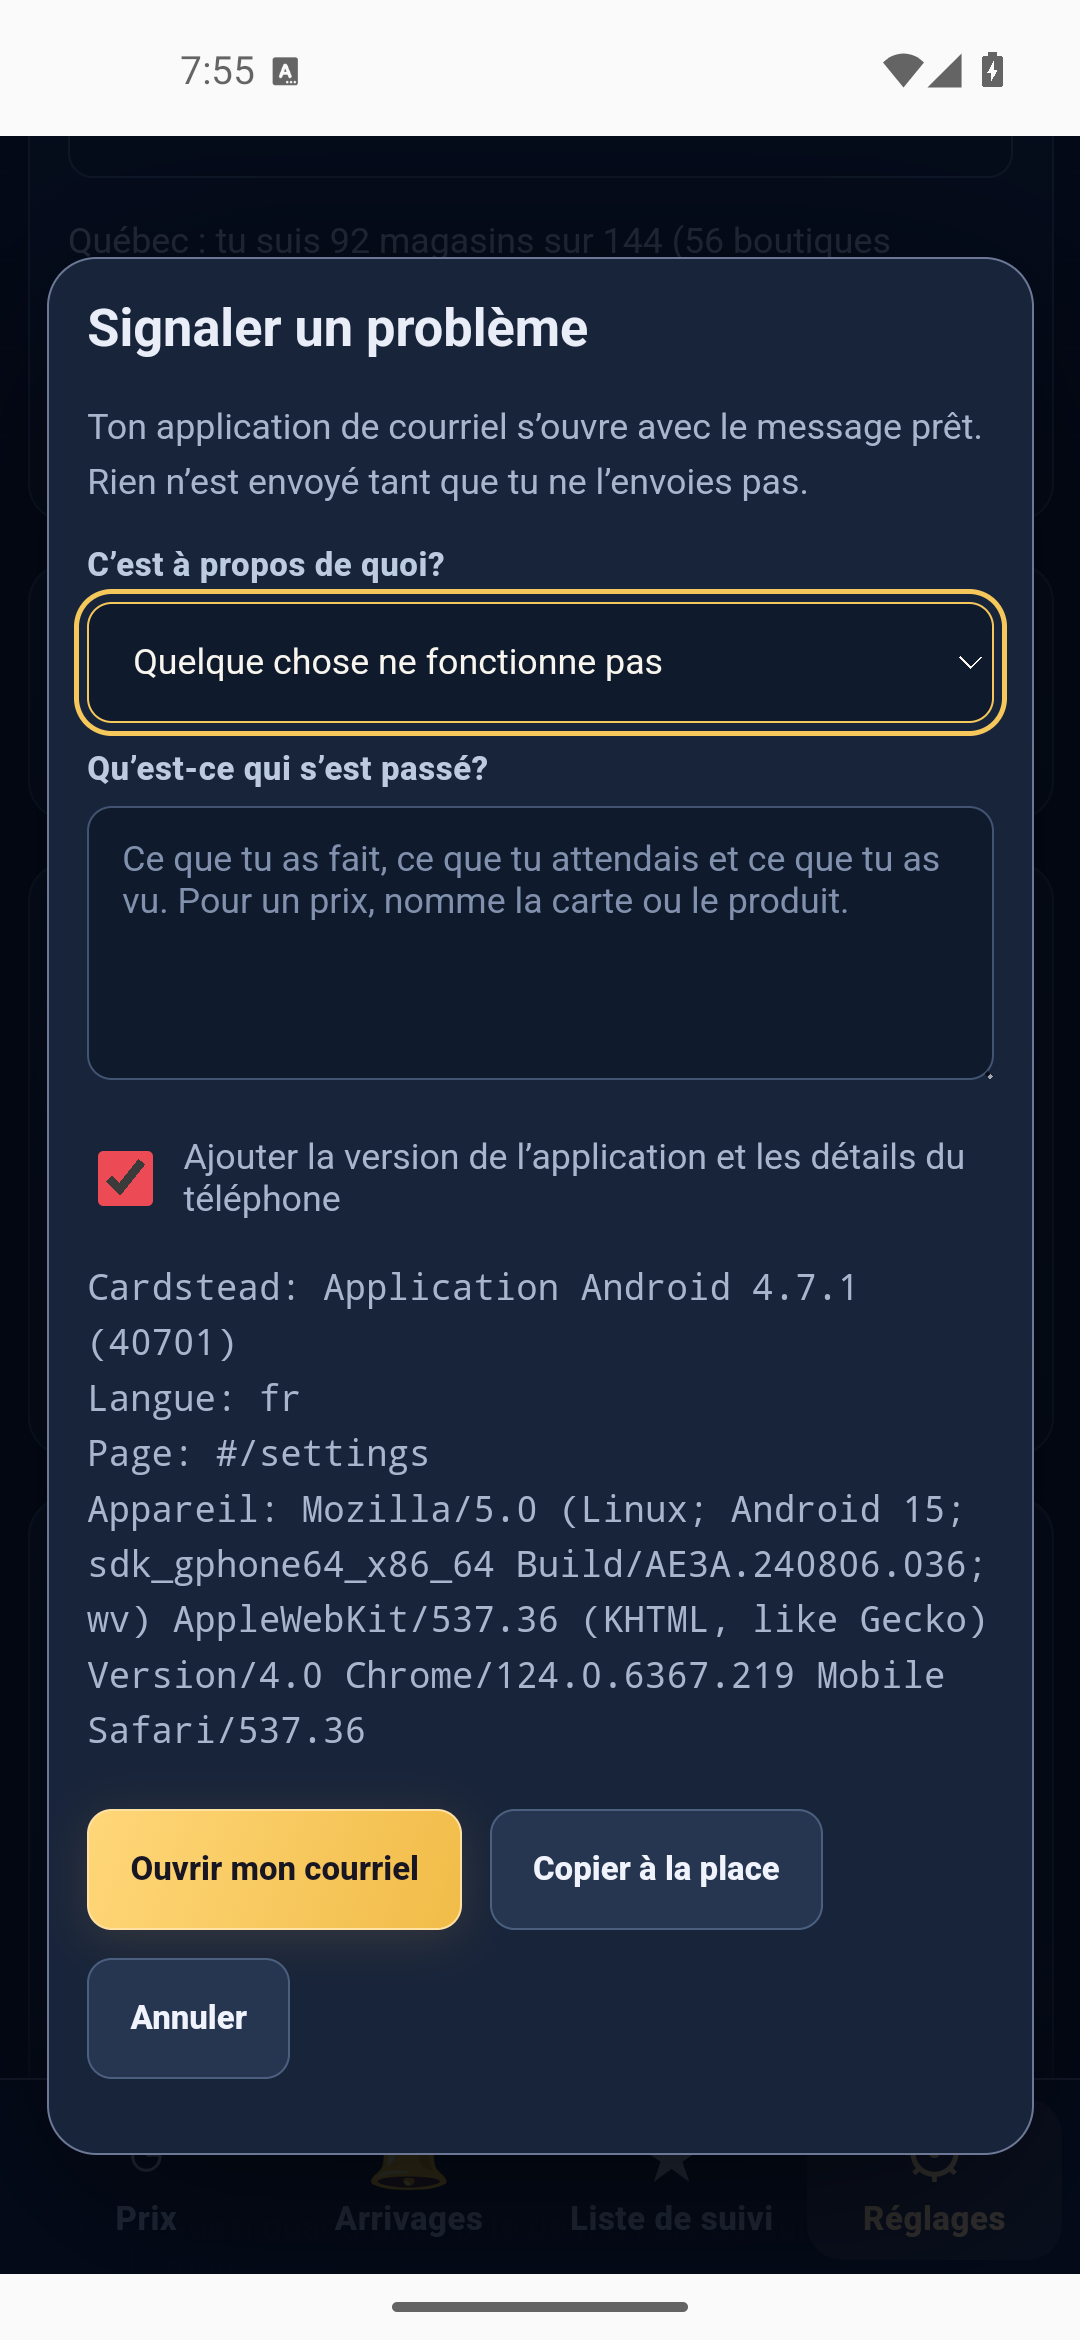 7:55
Québec : tu suis 92 magasins sur 144 (56 boutiques
Signaler un problème
Ton application de courriel s’ouvre avec le message prêt.
Rien n’est envoyé tant que tu ne l’envoies pas.
C’est à propos de quoi?
Quelque chose ne fonctionne pas
Qu’est-ce qui s’est passé?
Ce que tu as fait, ce que tu attendais et ce que tu as
vu. Pour un prix, nomme la carte ou le produit.
Ajouter la version de l’application et les détails du
téléphone
Cardstead: Application Android 4.7.1
(40701)
Langue: fr
Page: #/settings
Appareil: Mozilla/5.0 (Linux; Android 15;
sdk_gphone64_x86_64 Build/AE3A.240806.036;
wv) AppleWebKit/537.36 (KHTML, like Gecko)
Version/4.0 Chrome/124.0.6367.219 Mobile
Safari/537.36
Ouvrir mon courriel
Copier à la place
Annuler
Prix
Arrivages
Liste de suivi
Réglages